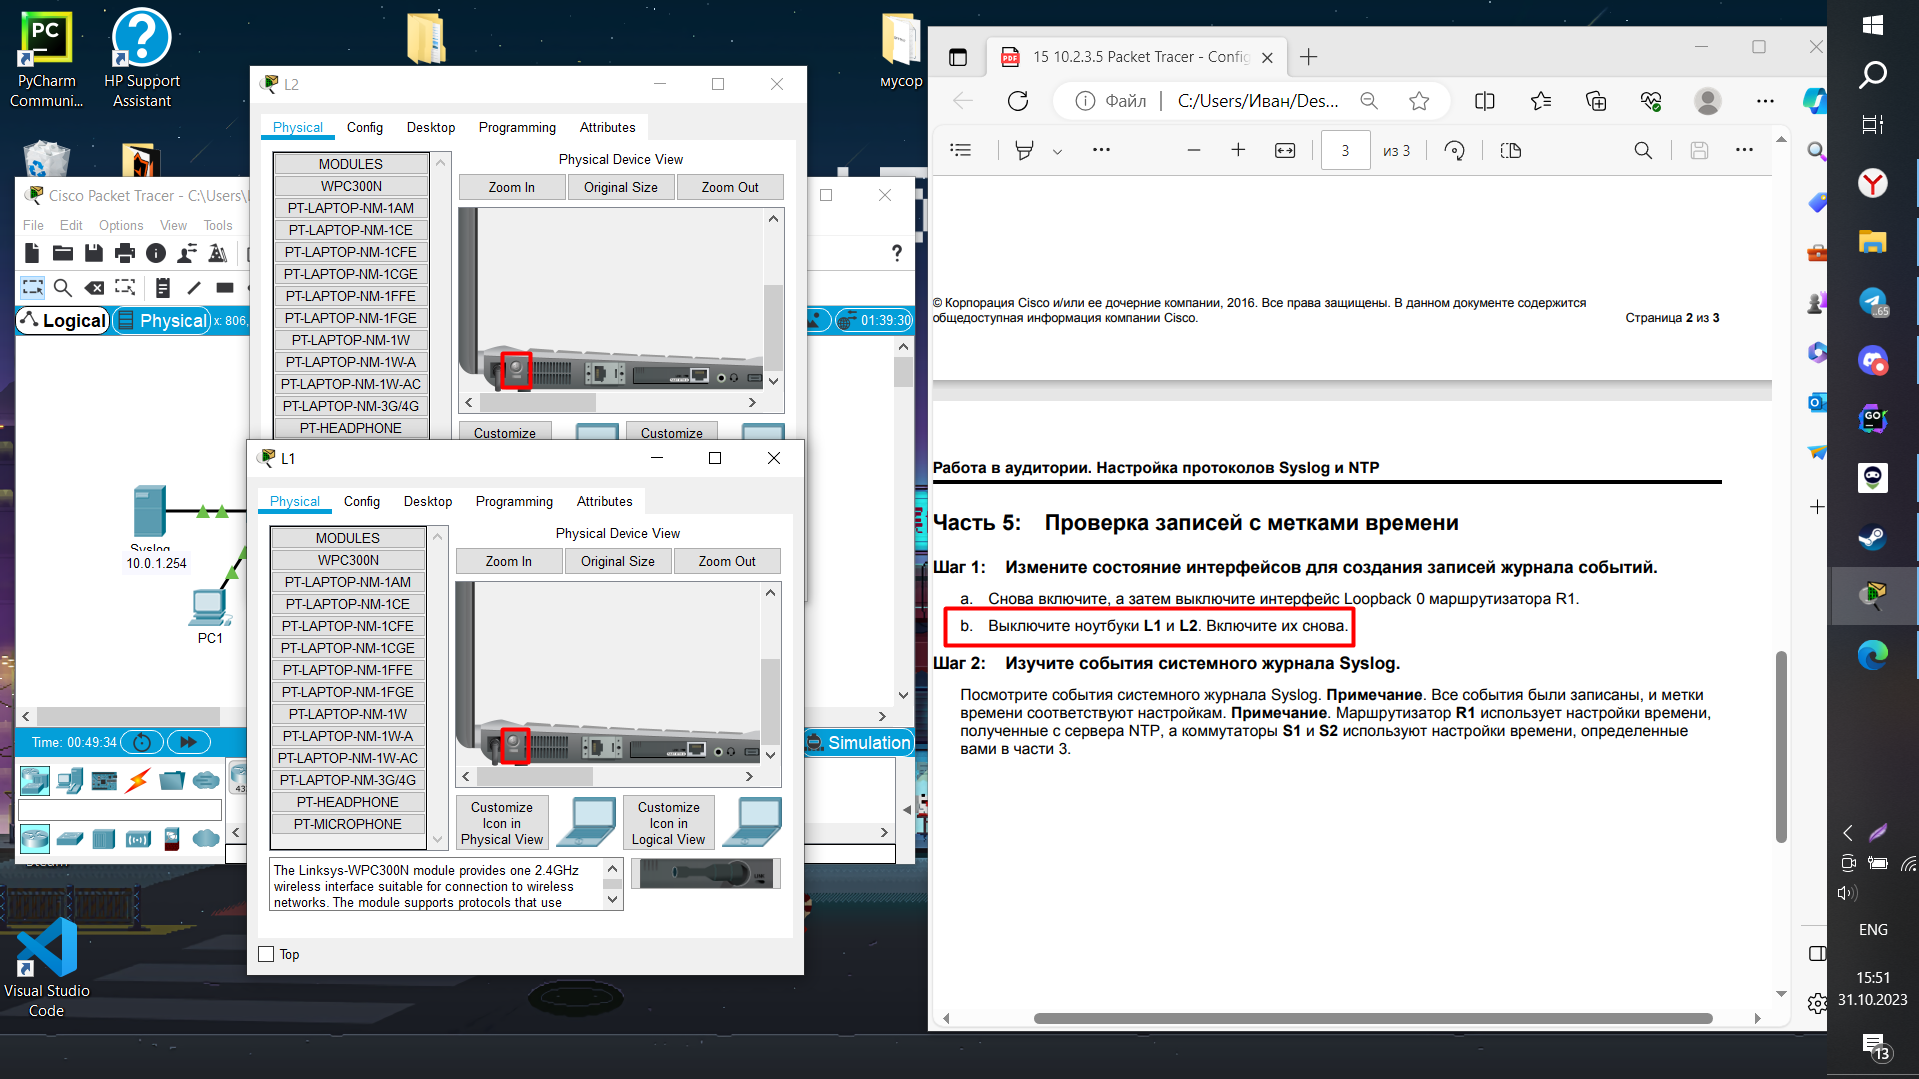 PyCharm
Communi...
HP Support
Assistant
мусор
L2
Physical
Config
Desktop
Programming
Attributes
MODULES
WPC300N
PT-LAPTOP-NM-1AM
PT-LAPTOP-NM-1CE
PT-LAPTOP-NM-1CFE
PT-LAPTOP-NM-1CGE
PT-LAPTOP-NM-1FFE
PT-LAPTOP-NM-1FGE
PT-LAPTOP-NM-1W
PT-LAPTOP-NM-1W-A
PT-LAPTOP-NM-1W-AC
PT-LAPTOP-NM-3G/4G
PT-HEADPHONE
Physical Device View
Zoom In
Original Size
Zoom Out
Customize
Customize
Cisco Packet Tracer - C:\Users\
File Edit Options View Tools
Logical
Physical
x: 806,
01:39:30
Syslog
10.0.1.254
PC1
Time: 00:49:34
Simulation
L1
Physical
Config
Desktop
Programming
Attributes
MODULES
WPC300N
PT-LAPTOP-NM-1AM
PT-LAPTOP-NM-1CE
PT-LAPTOP-NM-1CFE
PT-LAPTOP-NM-1CGE
PT-LAPTOP-NM-1FFE
PT-LAPTOP-NM-1FGE
PT-LAPTOP-NM-1W
PT-LAPTOP-NM-1W-A
PT-LAPTOP-NM-1W-AC
PT-LAPTOP-NM-3G/4G
PT-HEADPHONE
PT-MICROPHONE
Physical Device View
Zoom In
Original Size
Zoom Out
Customize
Icon in
Physical View
Customize
Icon in
Logical View
The Linksys-WPC300N module provides one 2.4GHz
wireless interface suitable for connection to wireless
networks. The module supports protocols that use
Top
Visual Studio
Code
15 10.2.3.5 Packet Tracer - Config
Файл
C:/Users/Иван/Des...
3
из 3
© Корпорация Cisco и/или ее дочерние компании, 2016. Все права защищены. В данном документе содержится
общедоступная информация компании Cisco.
Страница 2 из 3
Работа в аудитории. Настройка протоколов Syslog и NTP
Часть 5: Проверка записей с метками времени
Шаг 1: Измените состояние интерфейсов для создания записей журнала событий.
a. Снова включите, а затем выключите интерфейс Loopback 0 маршрутизатора R1.
b. Выключите ноутбуки L1 и L2. Включите их снова.
Шаг 2: Изучите события системного журнала Syslog.
Посмотрите события системного журнала Syslog. Примечание. Все события были записаны, и метки
времени соответствуют настройкам. Примечание. Маршрутизатор R1 использует настройки времени,
полученные с сервера NTP, а коммутаторы S1 и S2 используют настройки времени, определенные
вами в части 3.
ENG
15:51
31.10.2023
13